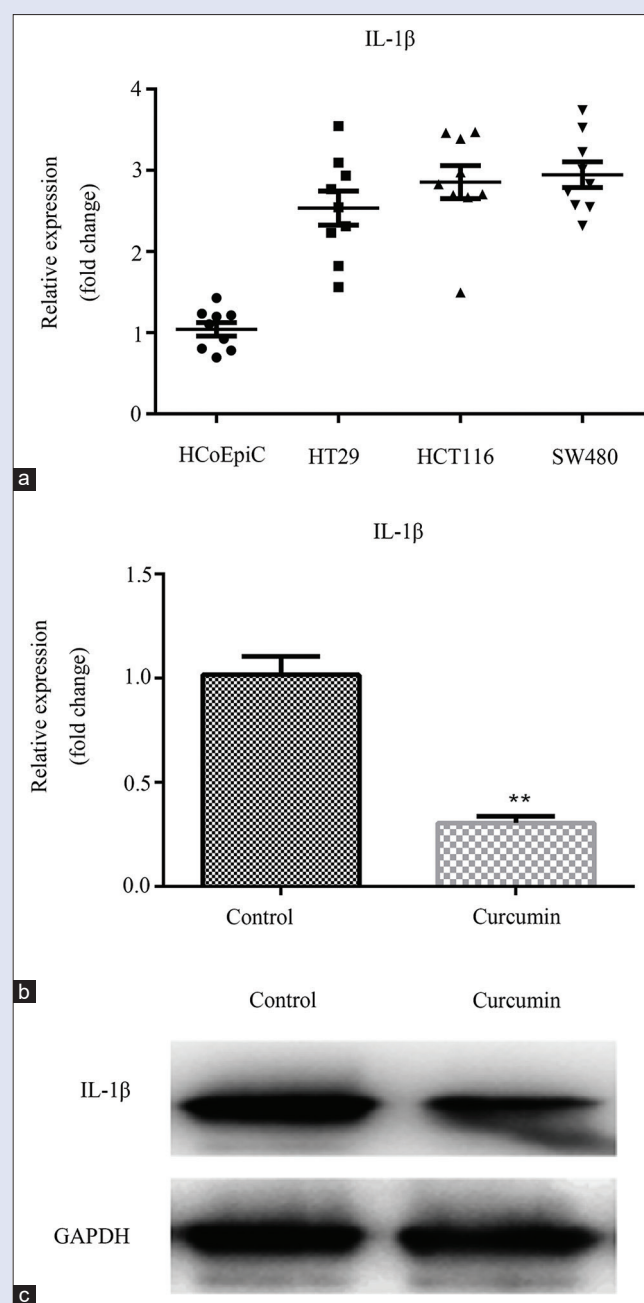 IL-1β
Relative expression
(fold change)
4
3
2
1
0
HCoEpiC HT29 HCT116 SW480
a
IL-1β
Relative expression
(fold change)
1.5
1.0
0.5
0.0
**
Control Curcumin
b
Control Curcumin
IL-1β
GAPDH
c